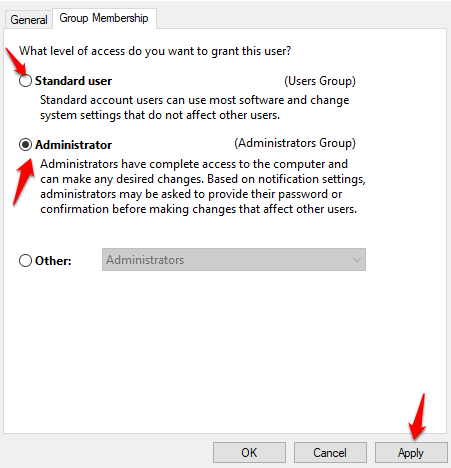 General Group Membership
What level of access do you want to grant this user?
Standard user (Users Group)
Standard account users can use most software and change
system settings that do not affect other users.
Administrator (Administrators Group)
Administrators have complete access to the computer and
can make any desired changes. Based on notification settings,
administrators may be asked to provide their password or
confirmation before making changes that affect other users.
Other: Administrators
OK Cancel Apply